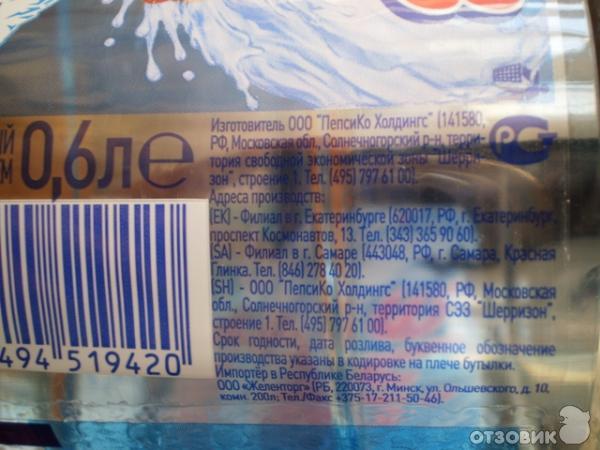 Изготовитель ООО "ПепсиКо Холдингс" (141580,
РФ, Московская обл., Солнечногорский р-н, терри-
тория свободной экономической зоны "Шерри-
зон", строение 1. Тел. (495) 797 61 00).
Адреса производств:
(EK) - Филиал в г. Екатеринбурге (620017, РФ, г. Екатеринбург,
проспект Космонавтов, 13. Тел. (343) 365 90 60).
(SA) - Филиал в г. Самаре (443048, РФ, г. Самара, Красная
Глинка. Тел. (846) 278 40 20).
(SH) - ООО "ПепсиКо Холдингс" (141580, РФ, Московская
обл., Солнечногорский р-н, территория СЭЗ "Шерризон",
строение 1. Тел. (495) 797 61 00).
Срок годности, дата розлива, буквенное обозначение
производства указаны в кодировке на плече бутылки.
Импортёр в Республике Беларусь:
ООО «Желенторг» (РБ, 220073, г. Минск, ул. Ольшевского, д. 10,
комн. 200л; Тел./Факс +375-17-211-50-46).
0,6л℮
РСТ
494 519420
ОТЗОВИК